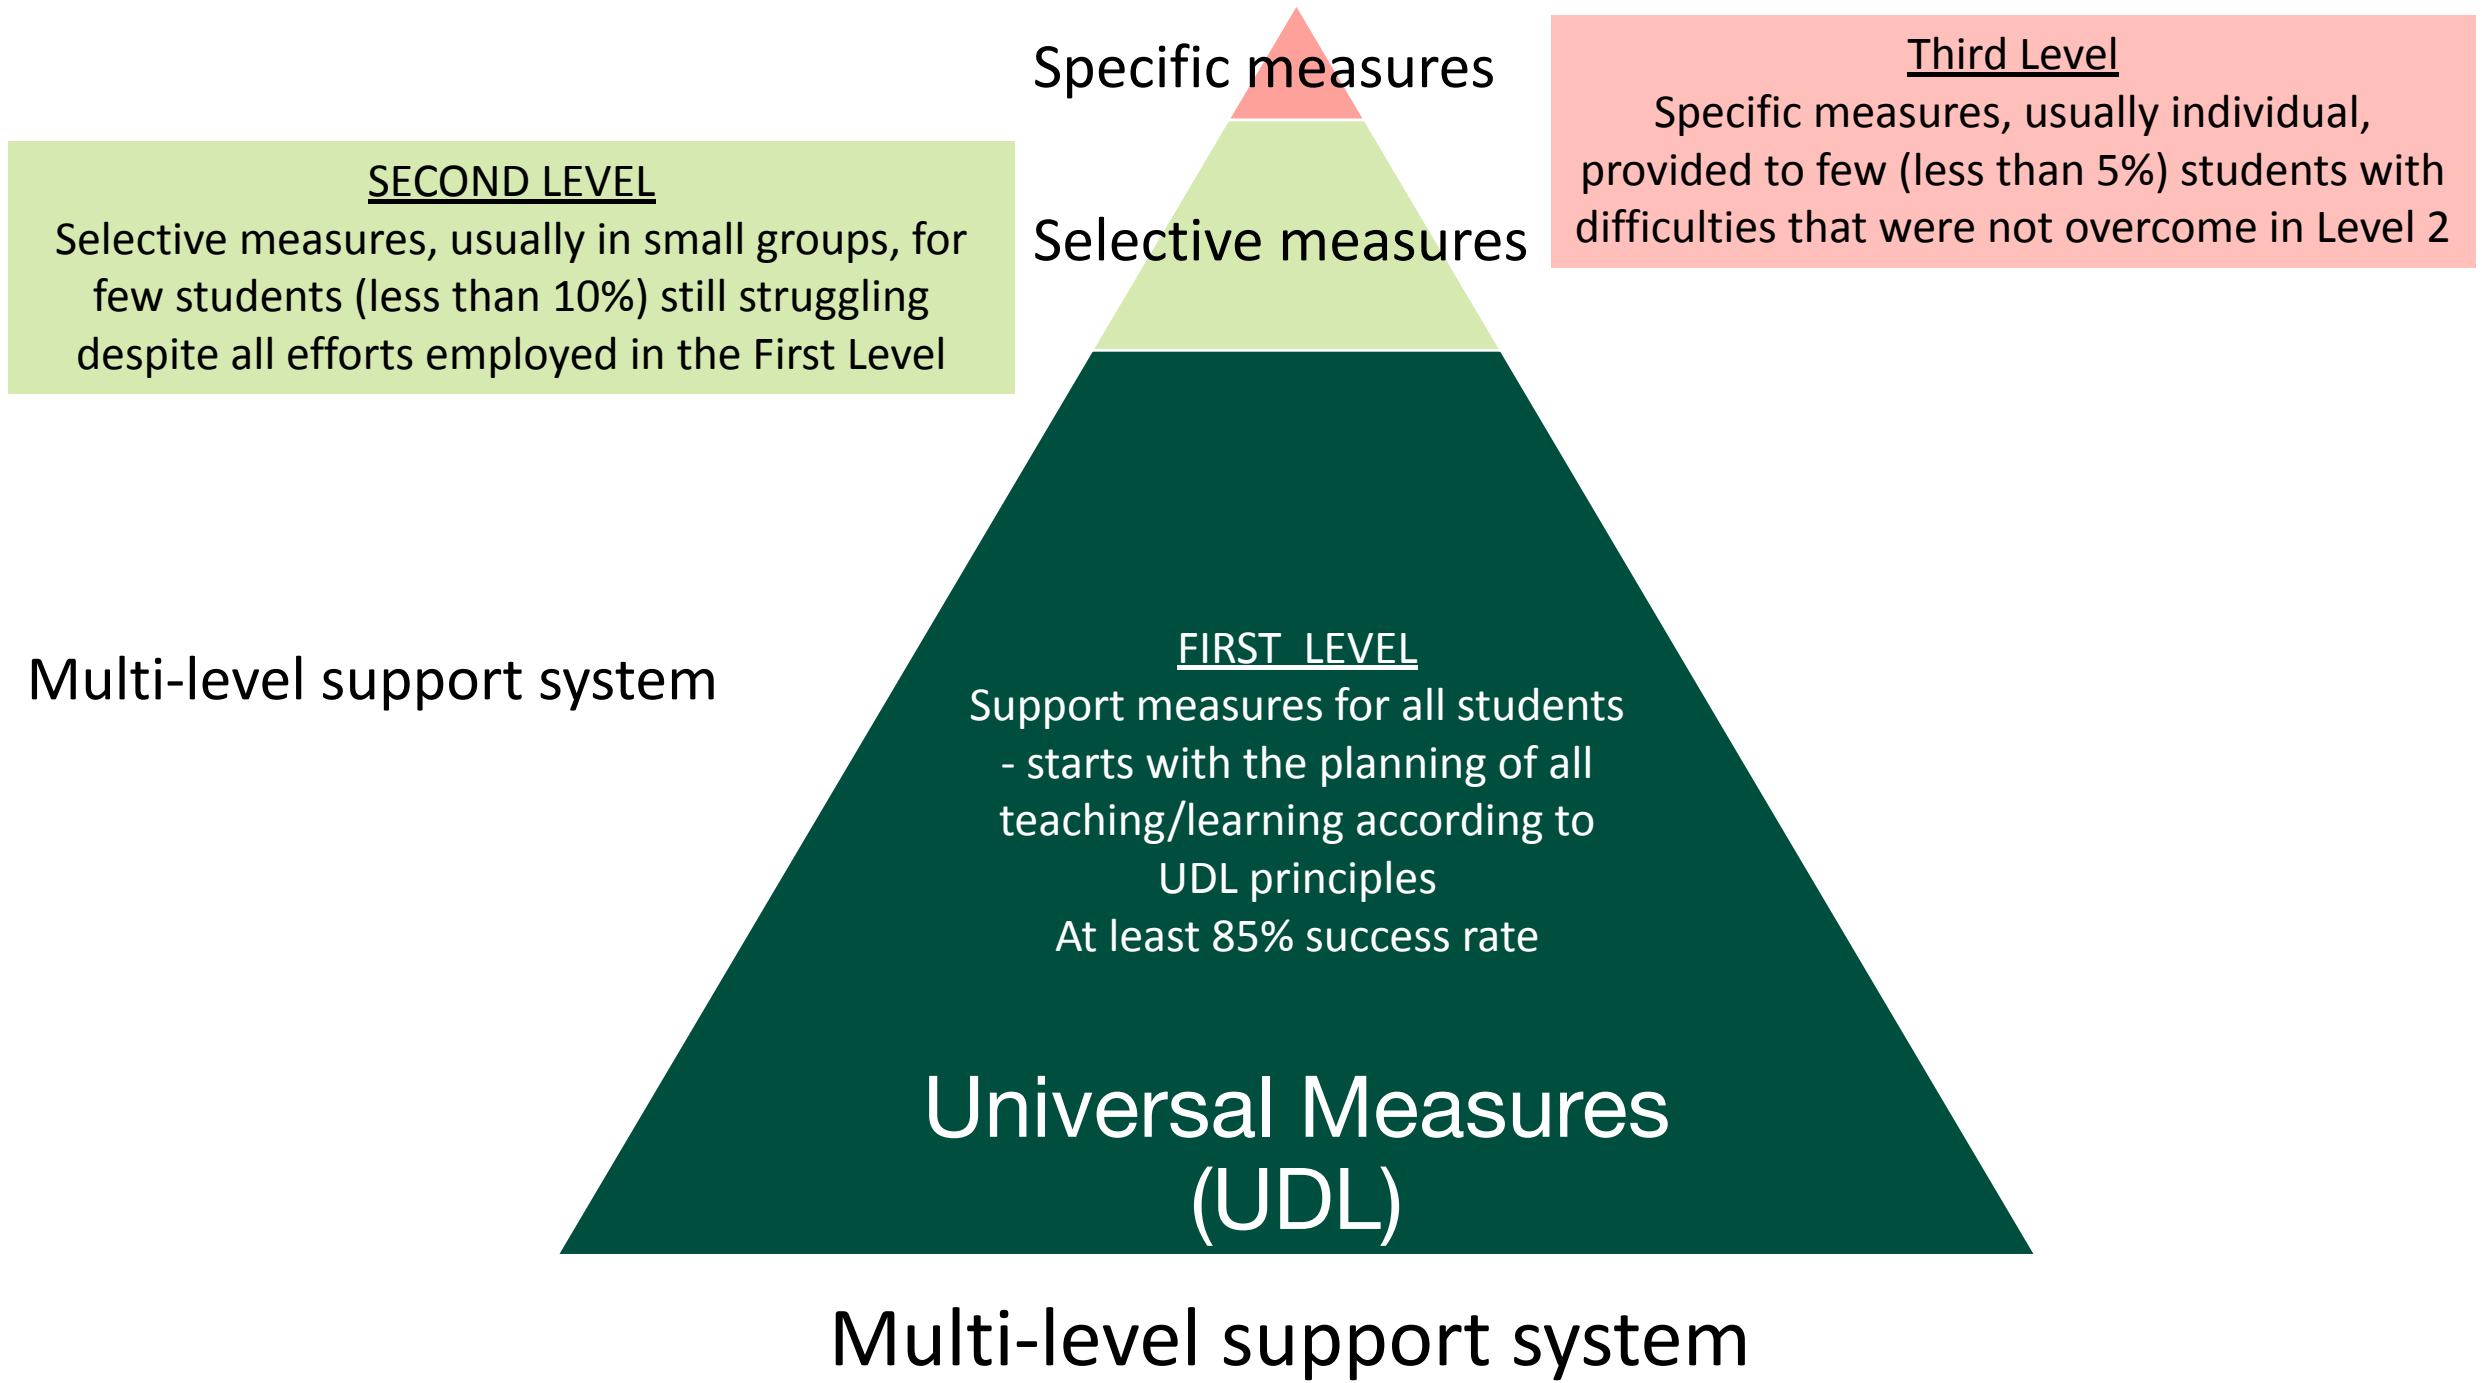 Specific measures
Third Level
Specific measures, usually individual,
provided to few (less than 5%) students with
difficulties that were not overcome in Level 2
SECOND LEVEL
Selective measures, usually in small groups, for
few students (less than 10%) still struggling
despite all efforts employed in the First Level
Selective measures
Multi-level support system
FIRST  LEVEL
Support measures for all students
- starts with the planning of all
teaching/learning according to
UDL principles
At least 85% success rate
Universal Measures
(UDL)
Multi-level support system